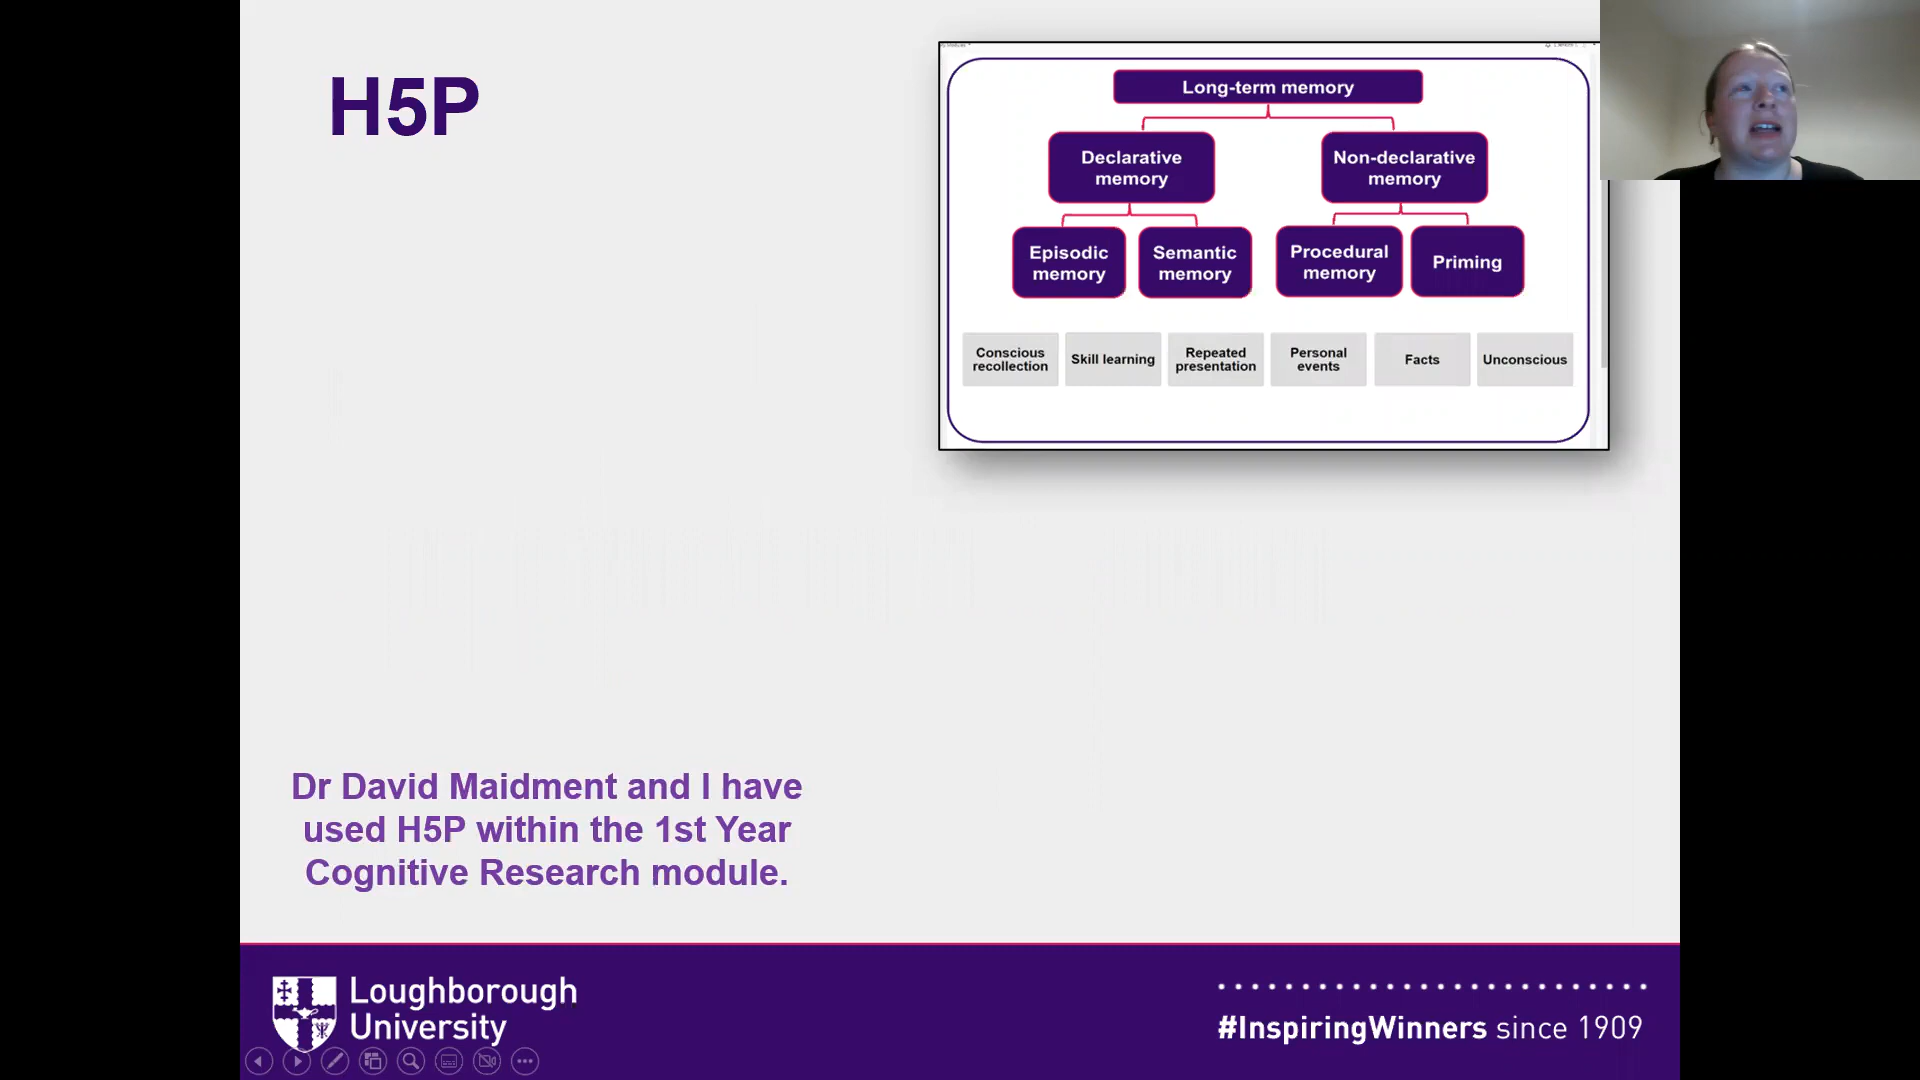 H5P
Long-term memory
Declarative
memory
Non-declarative
memory
Episodic
memory
Semantic
memory
Procedural
memory
Priming
Conscious
recollection
Skill learning
Repeated
presentation
Personal
events
Facts
Unconscious
Dr David Maidment and I have
used H5P within the 1st Year
Cognitive Research module.
Loughborough
University
#InspiringWinners since 1909